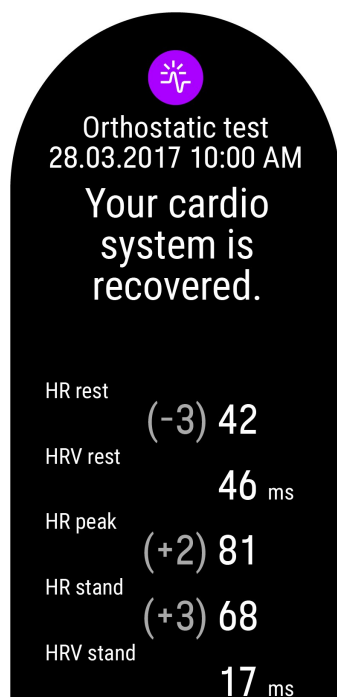 Orthostatic test
28.03.2017 10:00 AM
Your cardio
system is
recovered.
HR rest
(-3) 42
HRV rest
46 ms
HR peak
(+2) 81
HR stand
(+3) 68
HRV stand
17 ms